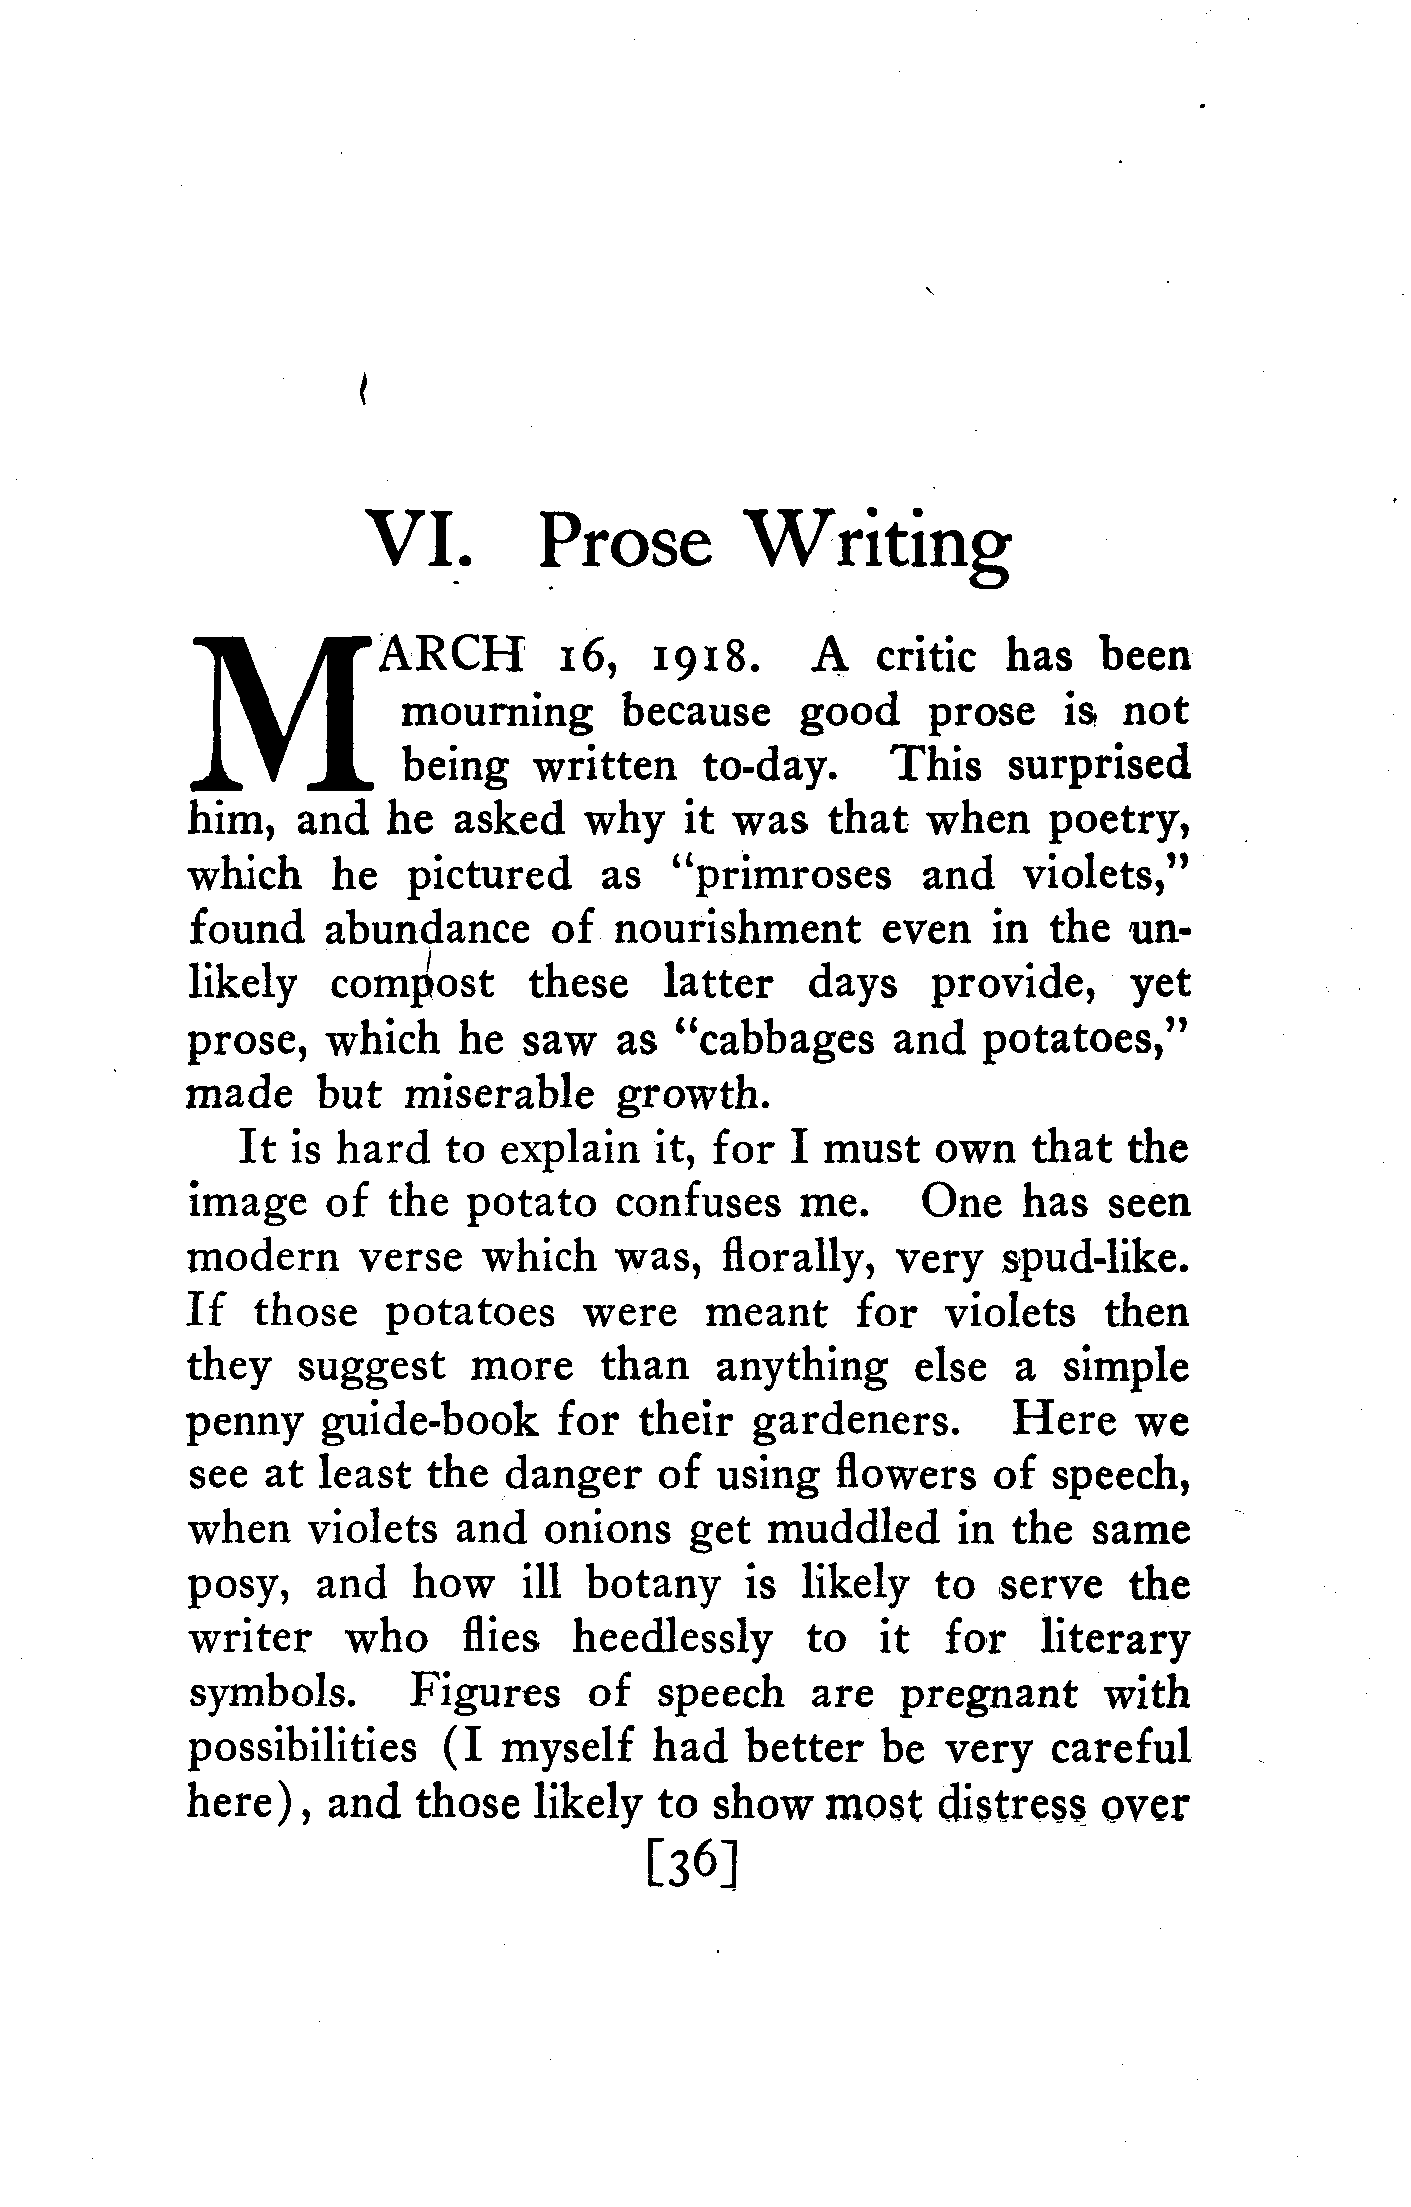 VI. Prose Writing
MARCH 16, 1918. A critic has been
mourning because good prose is not
being written to-day. This surprised
him, and he asked why it was that when poetry,
which he pictured as “primroses and violets,”
found abundance of nourishment even in the un-
likely compost these latter days provide, yet
prose, which he saw as “cabbages and potatoes,”
made but miserable growth.
It is hard to explain it, for I must own that the
image of the potato confuses me. One has seen
modern verse which was, florally, very spud-like.
If those potatoes were meant for violets then
they suggest more than anything else a simple
penny guide-book for their gardeners. Here we
see at least the danger of using flowers of speech,
when violets and onions get muddled in the same
posy, and how ill botany is likely to serve the
writer who flies heedlessly to it for literary
symbols. Figures of speech are pregnant with
possibilities (I myself had better be very careful
here), and those likely to show most distress over
[36]